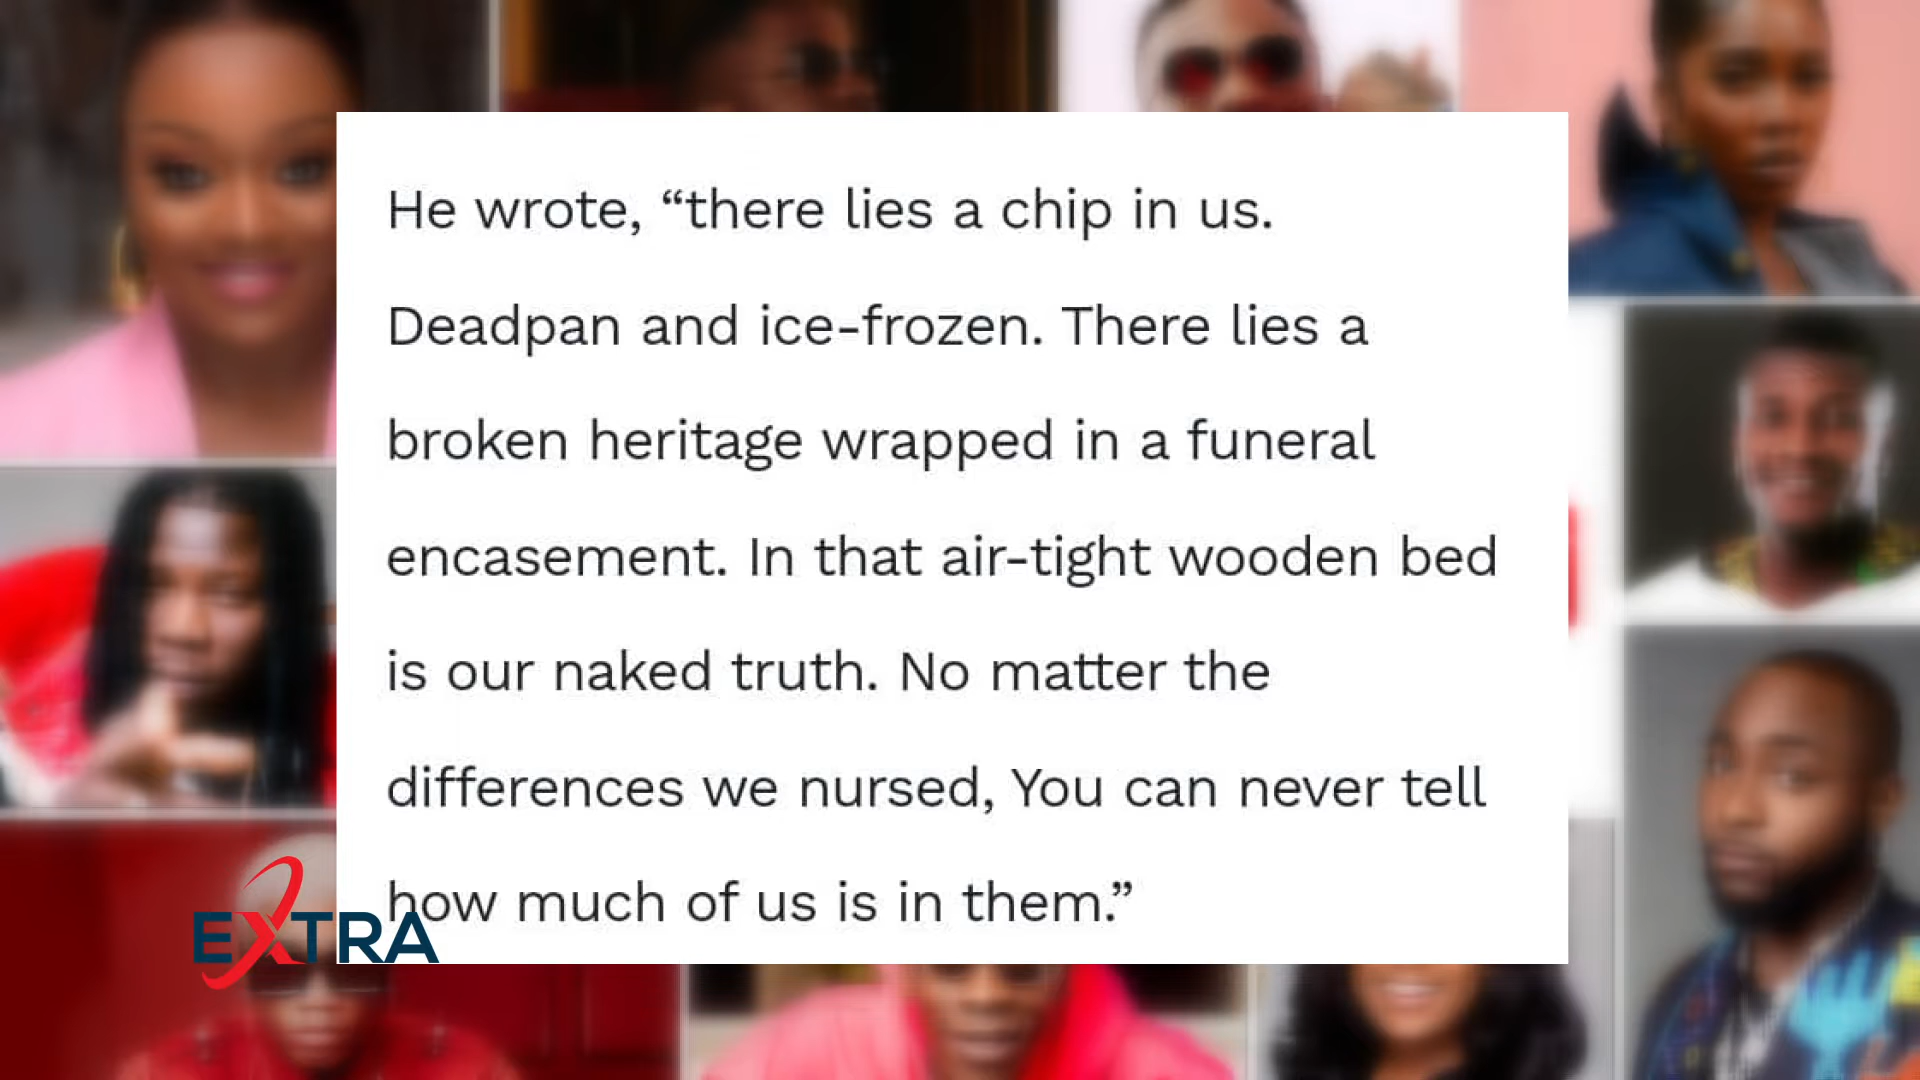 He wrote, “there lies a chip in us.
Deadpan and ice-frozen. There lies a
broken heritage wrapped in a funeral
encasement. In that air-tight wooden bed
is our naked truth. No matter the
differences we nursed, You can never tell
how much of us is in them.”
EXTRA